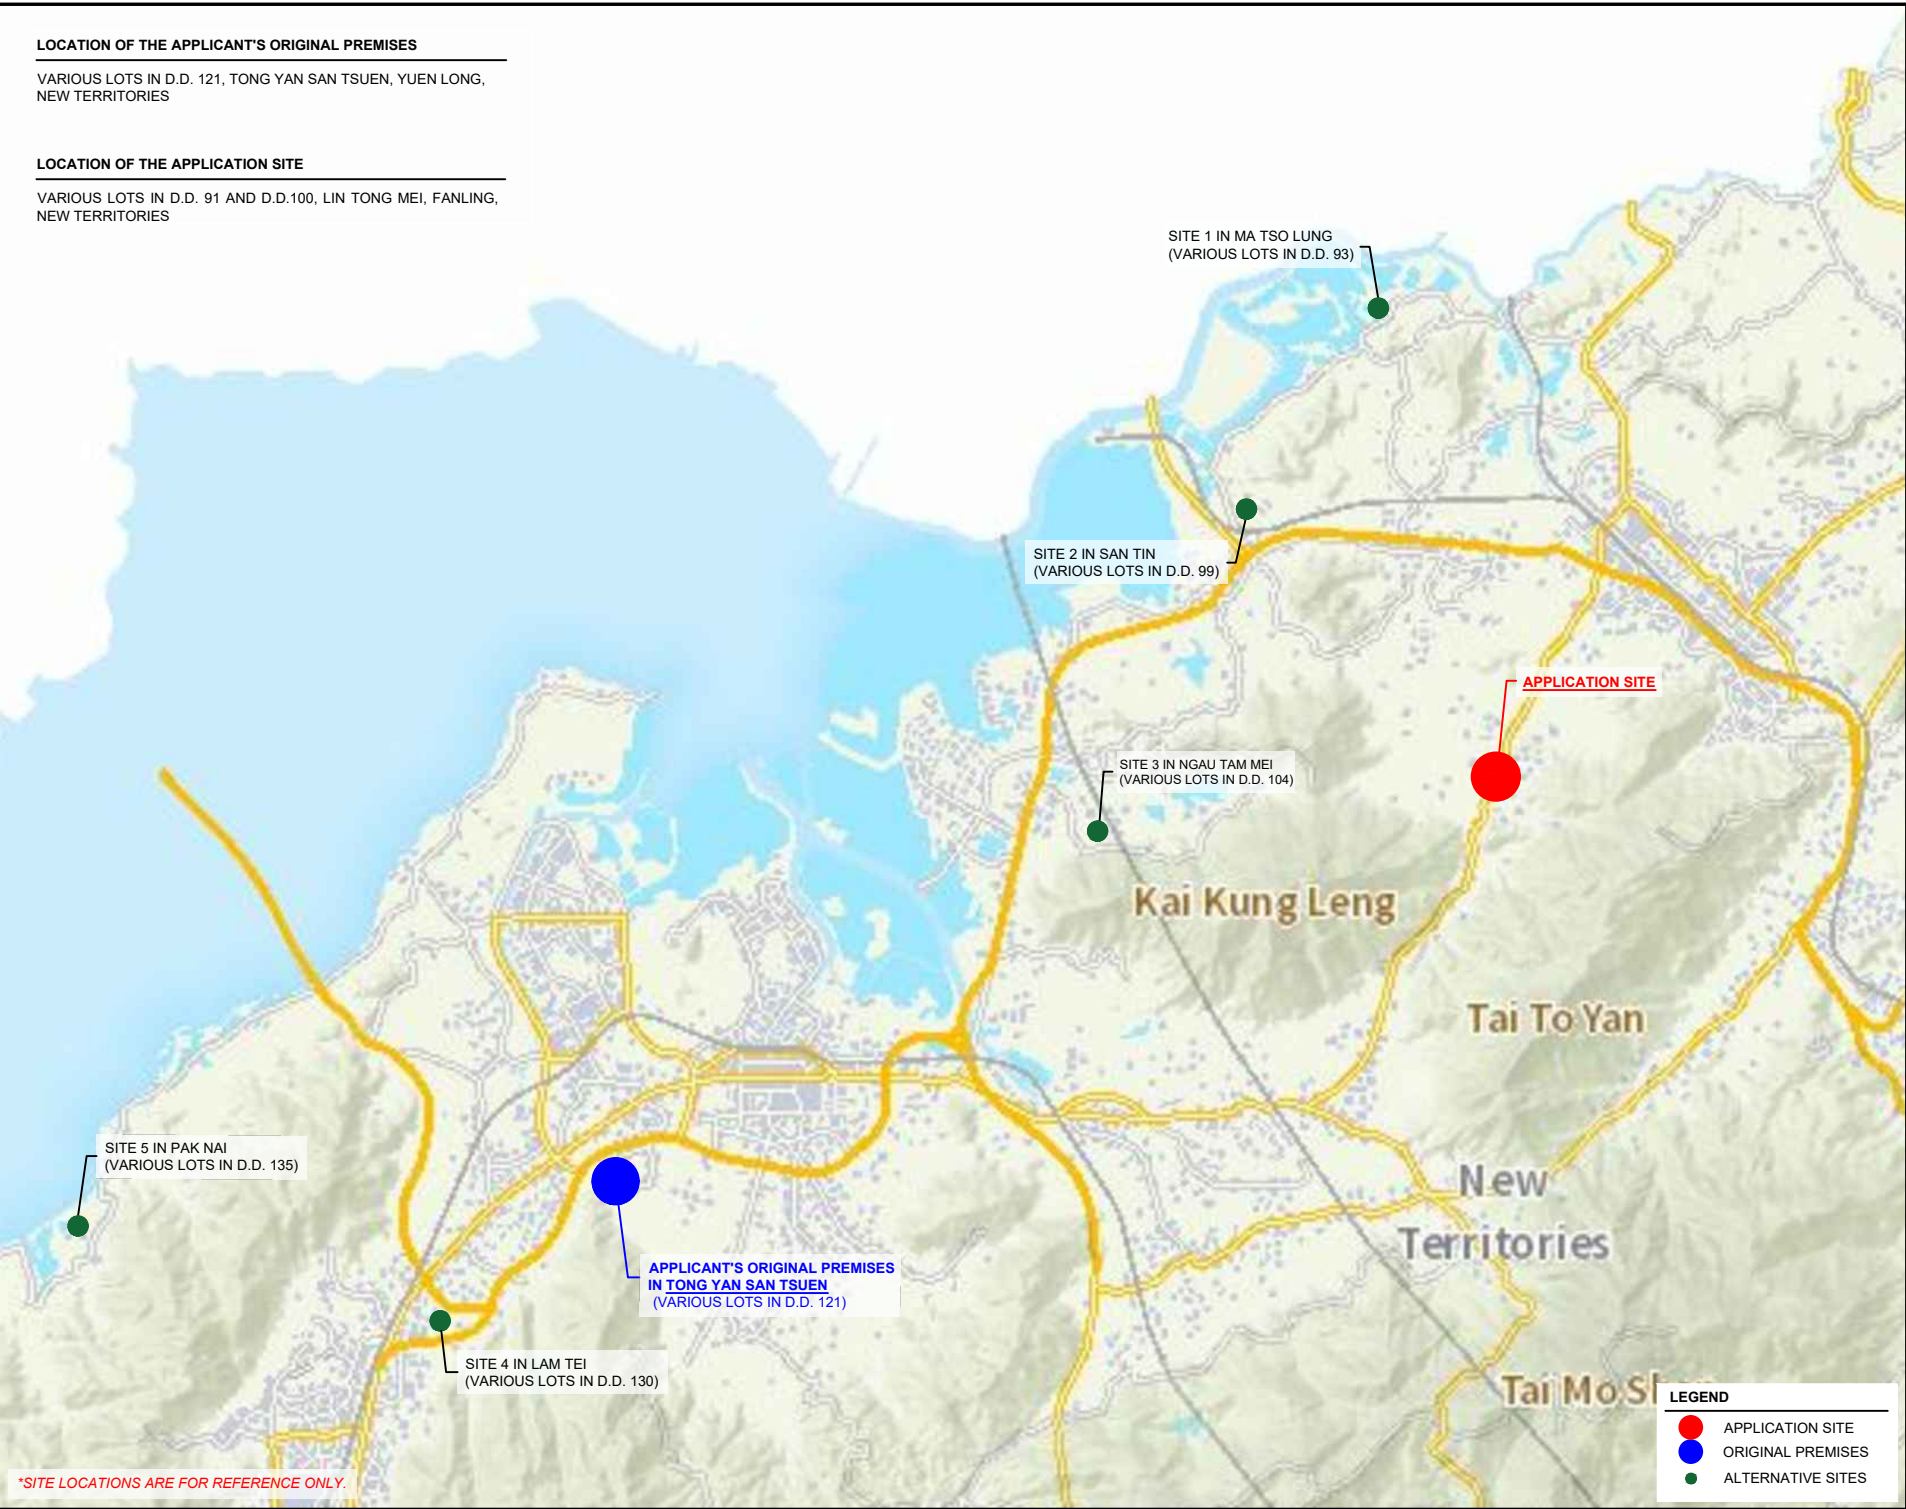 LOCATION OF THE APPLICANT'S ORIGINAL PREMISES
VARIOUS LOTS IN D.D. 121, TONG YAN SAN TSUEN, YUEN LONG,
NEW TERRITORIES
LOCATION OF THE APPLICATION SITE
VARIOUS LOTS IN D.D. 91 AND D.D.100, LIN TONG MEI, FANLING,
NEW TERRITORIES
SITE 1 IN MA TSO LUNG
(VARIOUS LOTS IN D.D. 93)
SITE 2 IN SAN TIN
(VARIOUS LOTS IN D.D. 99)
APPLICATION SITE
SITE 3 IN NGAU TAM MEI
(VARIOUS LOTS IN D.D. 104)
Kai Kung Leng
Tai To Yan
SITE 5 IN PAK NAI
(VARIOUS LOTS IN D.D. 135)
New
Territories
APPLICANT'S ORIGINAL PREMISES
IN TONG YAN SAN TSUEN
(VARIOUS LOTS IN D.D. 121)
SITE 4 IN LAM TEI
(VARIOUS LOTS IN D.D. 130)
Tai Mo
LEGEND
APPLICATION SITE
ORIGINAL PREMISES
ALTERNATIVE SITES
*SITE LOCATIONS ARE FOR REFERENCE ONLY.